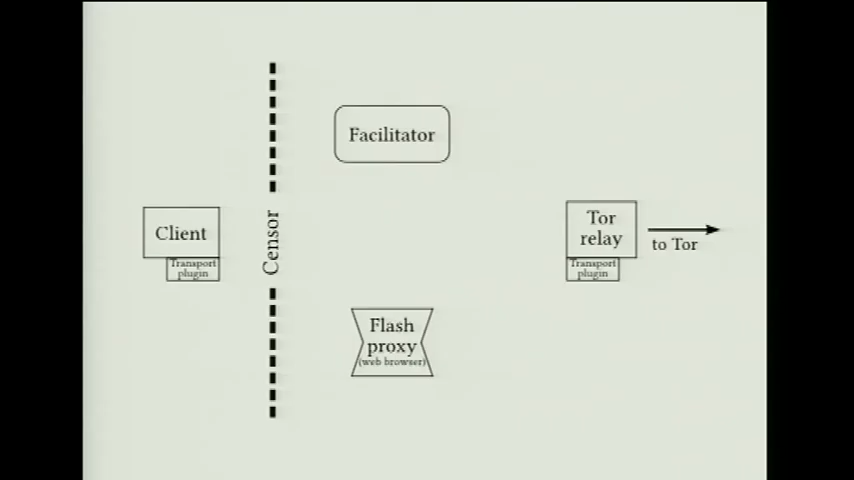 Facilitator
Client
Transport
plugin
Censor
Tor
relay
Transport
plugin
to Tor
Flash
proxy
(web browser)